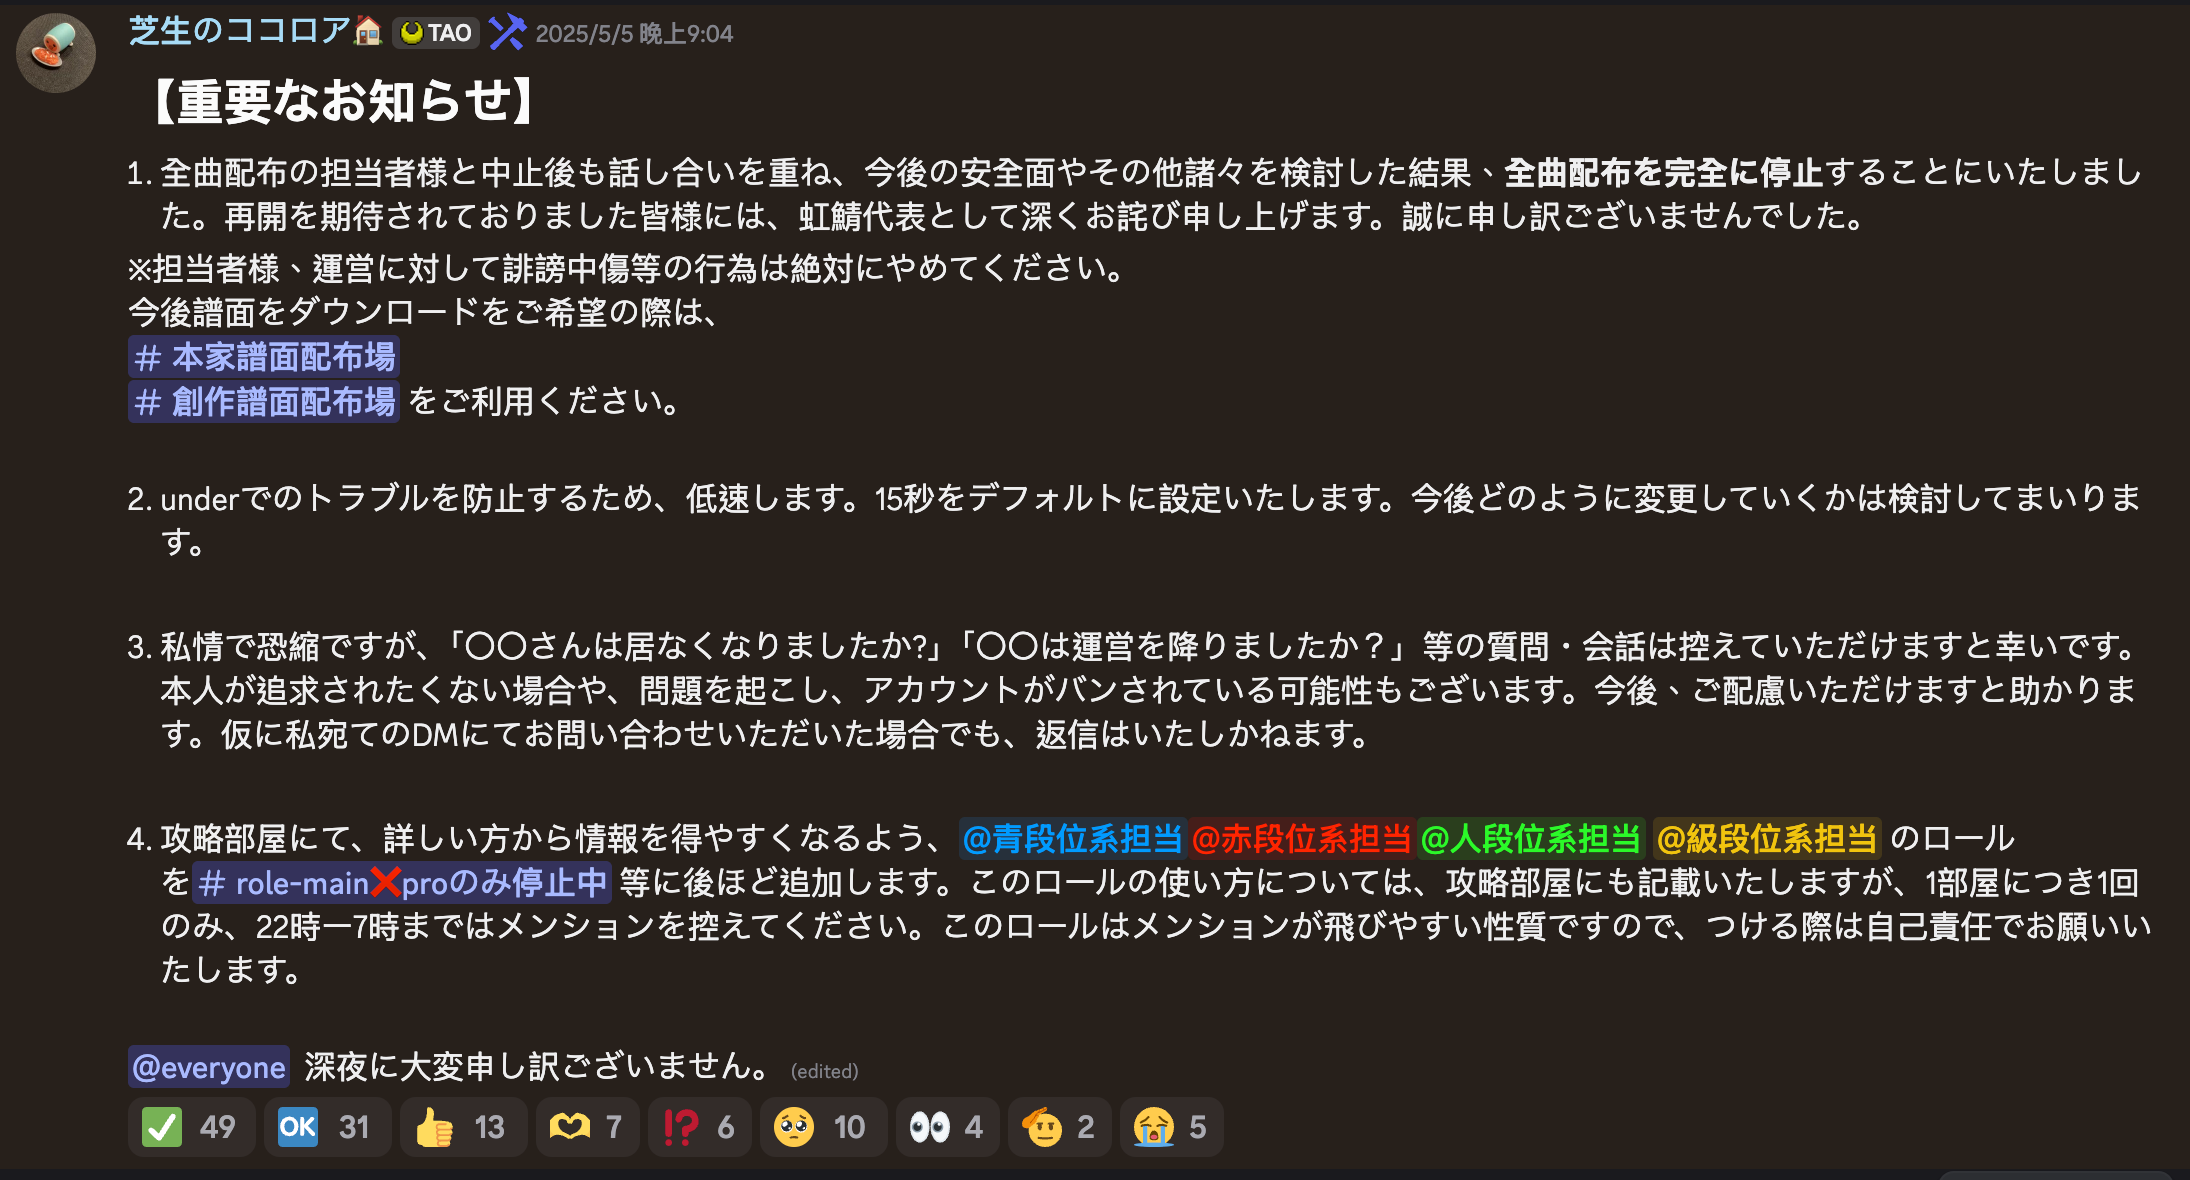 芝生のココロア🏠 TAO 2025/5/5 晚上9:04
【重要なお知らせ】
1. 全曲配布の担当者様と中止後も話し合いを重ね、今後の安全面やその他諸々を検討した結果、全曲配布を完全に停止することにいたしまし
た。再開を期待されておりました皆様には、虹鯖代表として深くお詫び申し上げます。誠に申し訳ございませんでした。
※担当者様、運営に対して誹謗中傷等の行為は絶対にやめてください。
今後譜面をダウンロードをご希望の際は、
# 本家譜面配布場
# 創作譜面配布場 をご利用ください。
2. underでのトラブルを防止するため、低速します。15秒をデフォルトに設定いたします。今後どのように変更していくかは検討してまいりま
す。
3. 私情で恐縮ですが、「〇〇さんは居なくなりましたか?」「〇〇は運営を降りましたか？」等の質問・会話は控えていただけますと幸いです。
本人が追求されたくない場合や、問題を起こし、アカウントがバンされている可能性もございます。今後、ご配慮いただけますと助かりま
す。仮に私宛てのDMにてお問い合わせいただいた場合でも、返信はいたしかねます。
4. 攻略部屋にて、詳しい方から情報を得やすくなるよう、 @青段位系担当 @赤段位系担当 @人段位系担当 @級段位系担当 のロール
を # role-main❌proのみ停止中 等に後ほど追加します。このロールの使い方については、攻略部屋にも記載いたしますが、1部屋につき1回
のみ、22時ー7時まではメンションを控えてください。このロールはメンションが飛びやすい性質ですので、つける際は自己責任でお願いい
たします。
@everyone 深夜に大変申し訳ございません。 (edited)
✅ 49 🆗 31 👍 13 🫶 7 ⁉️ 6 🥺 10 👀 4 🫡 2 😭 5